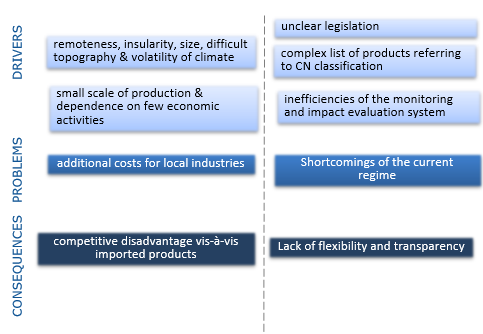 DRIVERS
remoteness, insularity, size, difficult
topography & volatility of climate
small scale of production &
dependence on few economic
activities
unclear legislation
complex list of products referring
to CN classification
inefficiencies of the monitoring
and impact evaluation system
PROBLEMS
additional costs for local industries
Shortcomings of the current
regime
CONSEQUENCES
competitive disadvantage vis-à-vis
imported products
Lack of flexibility and transparency